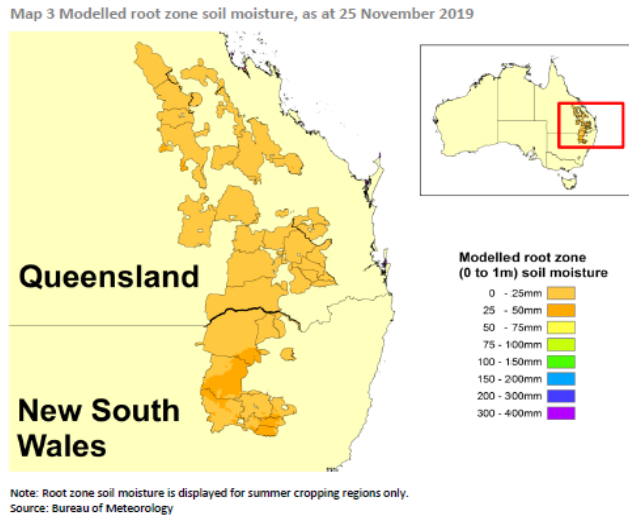 Map 3 Modelled root zone soil moisture, as at 25 November 2019
Queensland
New South
Wales
Modelled root zone
(0 to 1m) soil moisture
0 - 25mm
25 - 50mm
50 - 75mm
75 - 100mm
100 - 150mm
150 - 200mm
200 - 300mm
300 - 400mm
Note: Root zone soil moisture is displayed for summer cropping regions only.
Source: Bureau of Meteorology